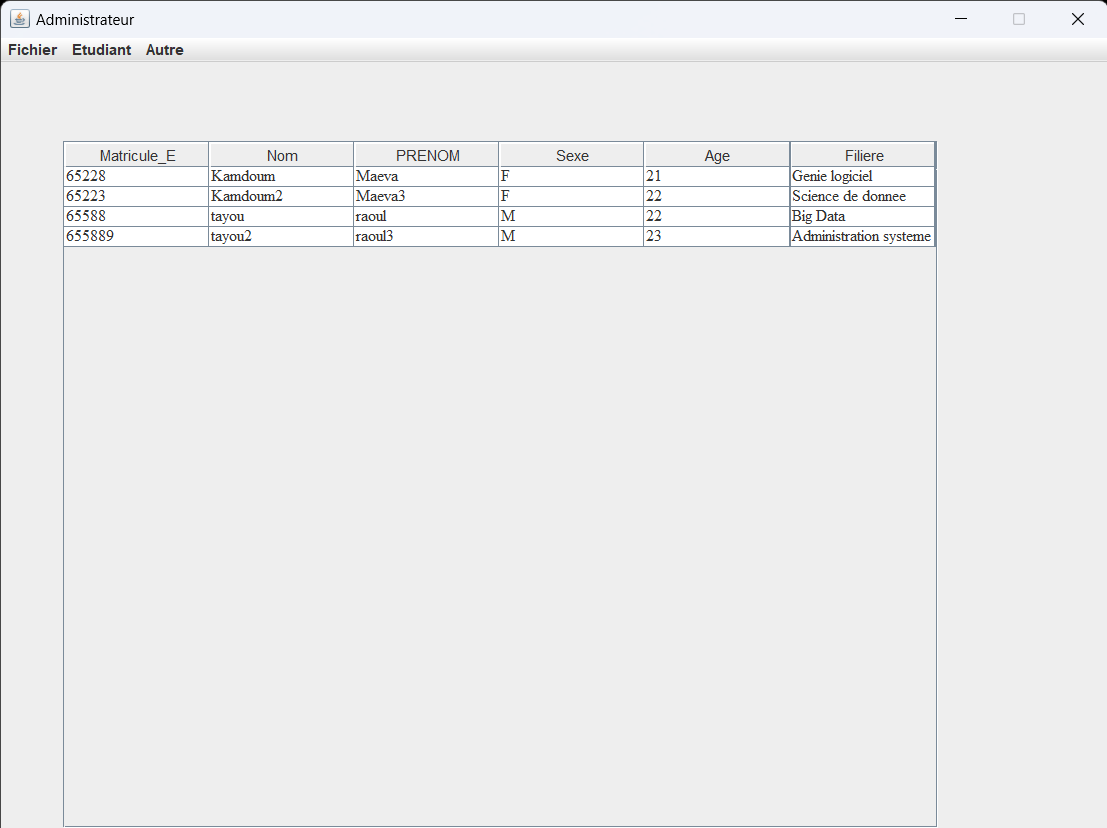 Administrateur
Fichier Etudiant Autre
Matricule_E Nom PRENOM Sexe Age Filiere
65228 Kamdoum Maeva F 21 Genie logiciel
65223 Kamdoum2 Maeva3 F 22 Science de donnee
65588 tayou raoul M 22 Big Data
655889 tayou2 raoul3 M 23 Administration systeme